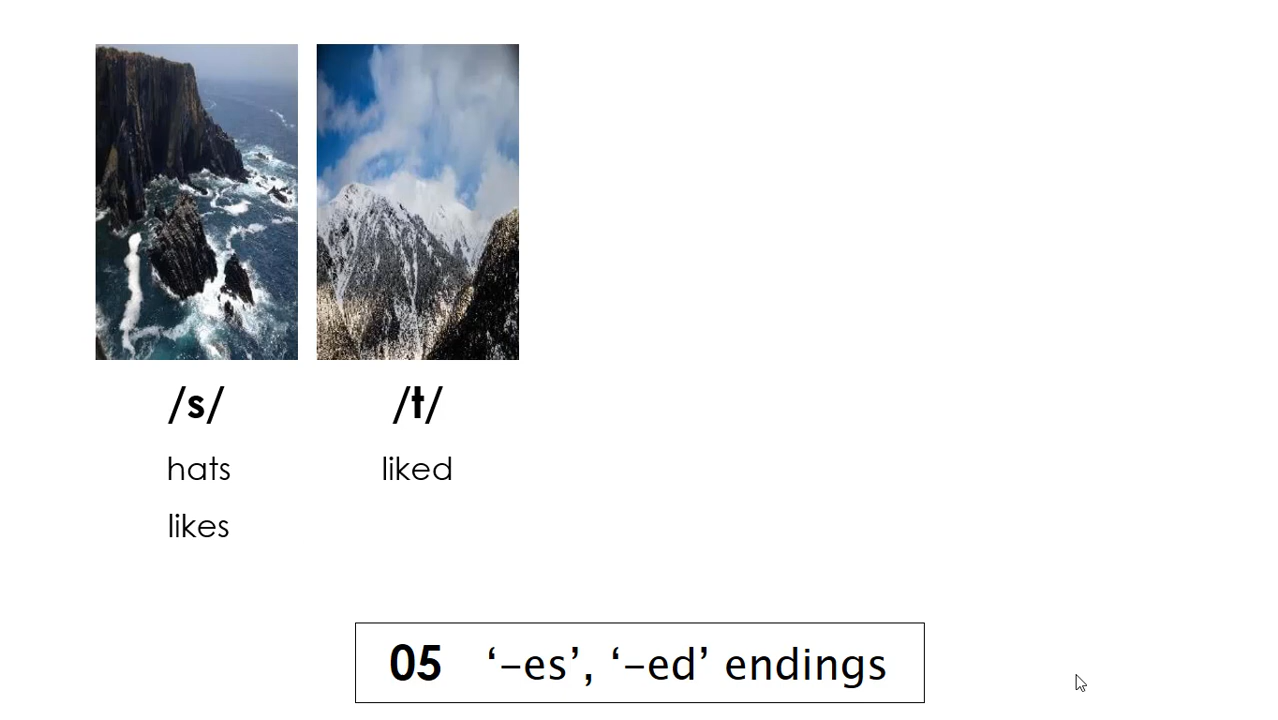 /s/ /t/
hats liked
likes
05 ‘–es’, ‘–ed’ endings